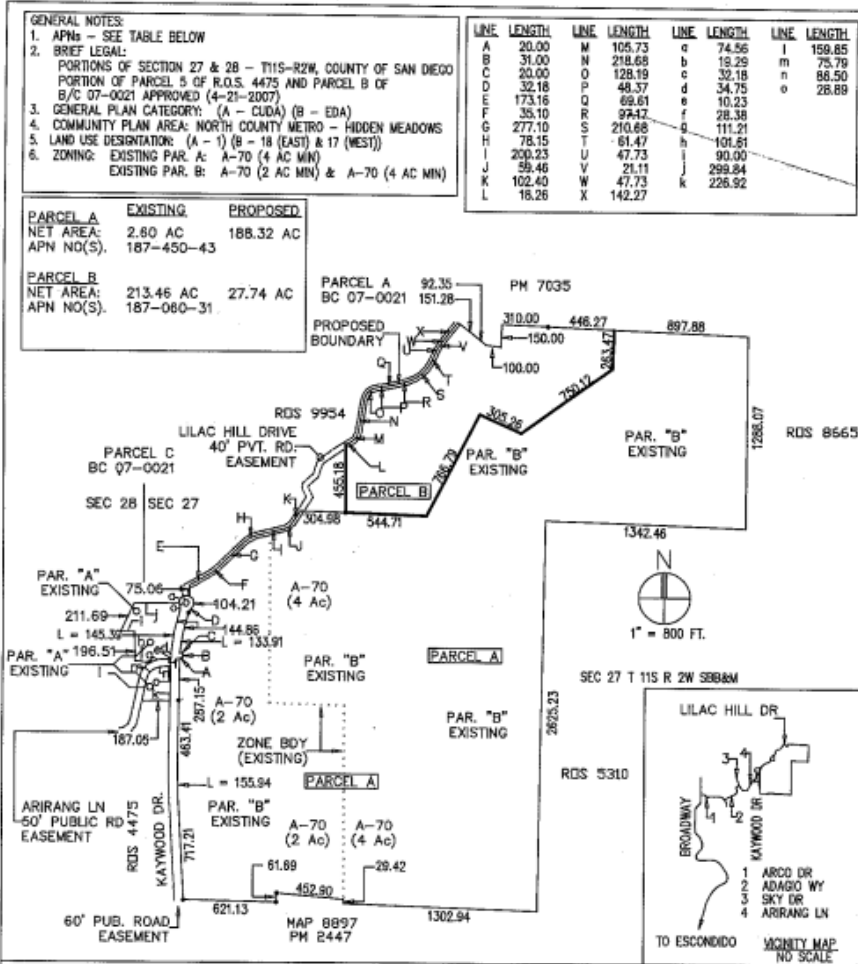 GENERAL NOTES:
1. APNs - SEE TABLE BELOW
2. BRIEF LEGAL:
PORTIONS OF SECTION 27 & 28 - T11S-R2W, COUNTY OF SAN DIEGO
PORTION OF PARCEL 5 OF R.O.S. 4475 AND PARCEL B OF
B/C 07-0021 APPROVED (4-21-2007)
3. GENERAL PLAN CATEGORY: (A - CUDA) (B - EDA)
4. COMMUNITY PLAN AREA: NORTH COUNTY METRO - HIDDEN MEADOWS
5. LAND USE DESIGNTATION: (A - 1) (B - 18 (EAST) & 17 (WEST))
6. ZONING: EXISTING PAR. A: A-70 (4 AC MIN)
EXISTING PAR. B: A-70 (2 AC MIN) & A-70 (4 AC MIN)
LINE LENGTH LINE LENGTH LINE LENGTH LINE LENGTH
A 20.00 M 105.73 a 74.56 l 159.85
B 31.00 N 218.68 b 19.29 m 75.79
C 20.00 O 128.19 c 32.18 n 88.50
D 32.18 P 48.37 d 34.75 o 28.89
E 173.16 Q 69.61 e 10.23
F 35.10 R 97.17 f 28.38
G 277.10 S 210.68 g 111.21
H 78.15 T 61.47 h 101.61
I 200.23 U 47.73 i 90.00
J 59.46 V 21.11 j 299.84
K 102.40 W 47.73 k 226.92
L 18.26 X 142.27
EXISTING PROPOSED
PARCEL A
NET AREA: 2.60 AC 188.32 AC
APN NO(S). 187-450-43
PARCEL B
NET AREA: 213.46 AC 27.74 AC
APN NO(S). 187-060-31
PARCEL A
BC 07-0021
92.35
151.28
PM 7035
310.00
446.27
897.88
150.00
100.00
263.47
PROPOSED
BOUNDARY
X
W
U
V
T
S
Q
R
P
O
N
M
L
ROS 9954
LILAC HILL DRIVE
40' PVT. RD.
EASEMENT
750.12
305.26
766.79
455.18
PARCEL B
PAR. "B"
EXISTING
PAR. "B"
EXISTING
1288.07
ROS 8665
PARCEL C
BC 07-0021
SEC 28 SEC 27
K
304.98
544.71
1342.46
H
I
J
G
E
F
N
1" = 800 FT.
PAR. "A"
EXISTING
75.06
104.21
211.69
D
L = 145.39
144.86
C
L = 133.91
196.51
B
A
PAR. "A"
EXISTING
A-70
(4 Ac)
PAR. "B"
EXISTING
PARCEL A
SEC 27 T 11S R 2W SBB&M
287.15
A-70
(2 Ac)
187.05
463.41
PAR. "B"
EXISTING
2625.23
ZONE BDY
(EXISTING)
L = 155.94
PARCEL A
ROS 5310
ARIRANG LN
50' PUBLIC RD
EASEMENT
ROS 4475
KAYWOOD DR.
717.21
PAR. "B"
EXISTING
A-70
(2 Ac)
A-70
(4 Ac)
61.69
29.42
452.90
621.13
1302.94
60' PUB. ROAD
EASEMENT
MAP 8897
PM 2447
LILAC HILL DR
3
4
1
2
BROADWAY
KAYWOOD DR
1 ARCO DR
2 ADAGIO WY
3 SKY DR
4 ARIRANG LN
TO ESCONDIDO
VICINITY MAP
NO SCALE